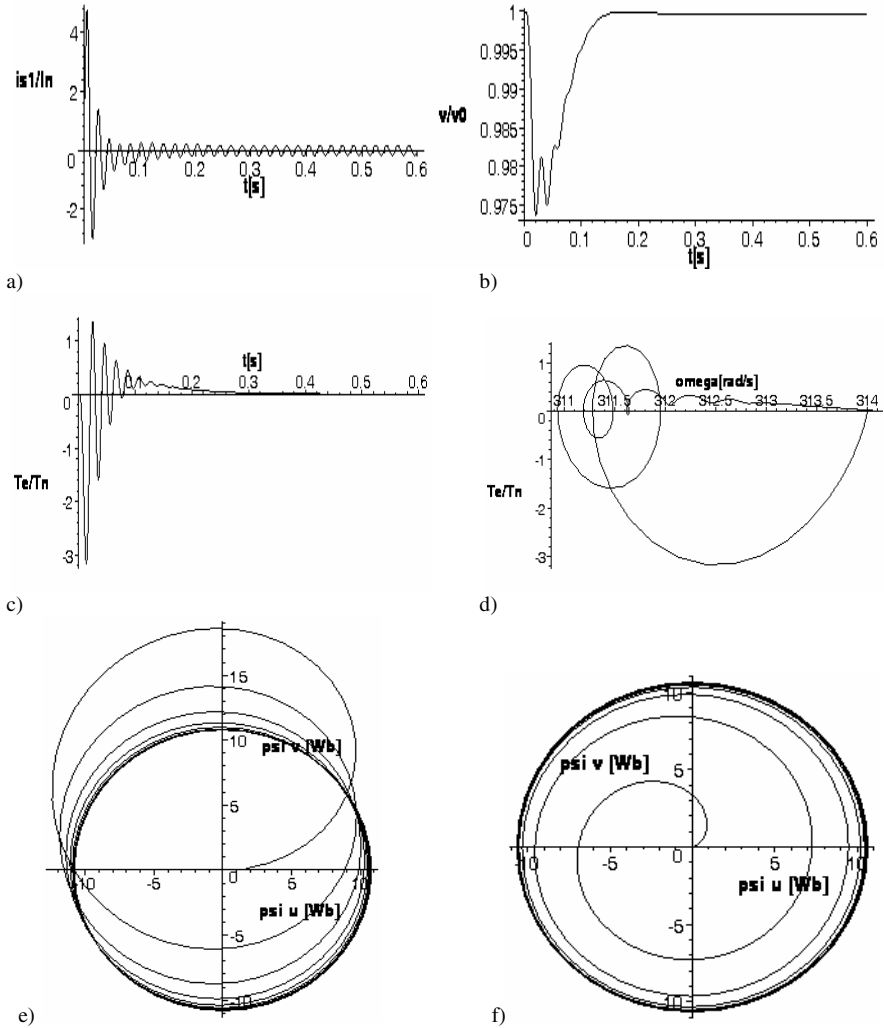 4
is1/In
2
0
0.1 0.2 0.3 0.4 0.5 0.6
t[s]
-2
a)
1
0.995
0.99
v/v0
0.985
0.98
0.975
0 0.1 0.2 0.3 0.4 0.5 0.6
t[s]
b)
1
t[s]
0.2 0.3 0.4 0.5 0.6
0
-1
Te/Tn
-2
-3
c)
1
omega[rad/s]
311 311.5 312 312.5 313 313.5 314
0
-1
Te/Tn
-2
-3
d)
15
psi v [Wb]
10
5
-10 -5 0 5 10
psi u [Wb]
-5
-10
e)
10
psi v [Wb]
5
-10 -5 0 5 10
psi u [Wb]
-5
-10
f)